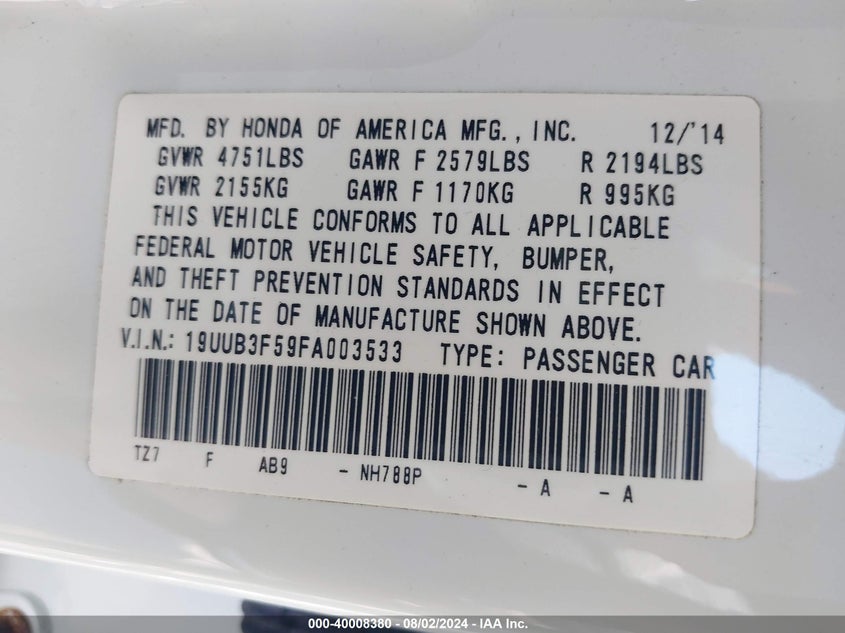 MFD. BY HONDA OF AMERICA MFG., INC. 12/'14
GVWR 4751LBS GAWR F 2579LBS R 2194LBS
GVWR 2155KG GAWR F 1170KG R 995KG
THIS VEHICLE CONFORMS TO ALL APPLICABLE
FEDERAL MOTOR VEHICLE SAFETY, BUMPER,
AND THEFT PREVENTION STANDARDS IN EFFECT
ON THE DATE OF MANUFACTURE SHOWN ABOVE.
V.I.N.: 19UUB3F59FA003533 TYPE: PASSENGER CAR
TZ7 F AB9 - NH788P - A - A
000-40008380 - 08/02/2024 - IAA Inc.